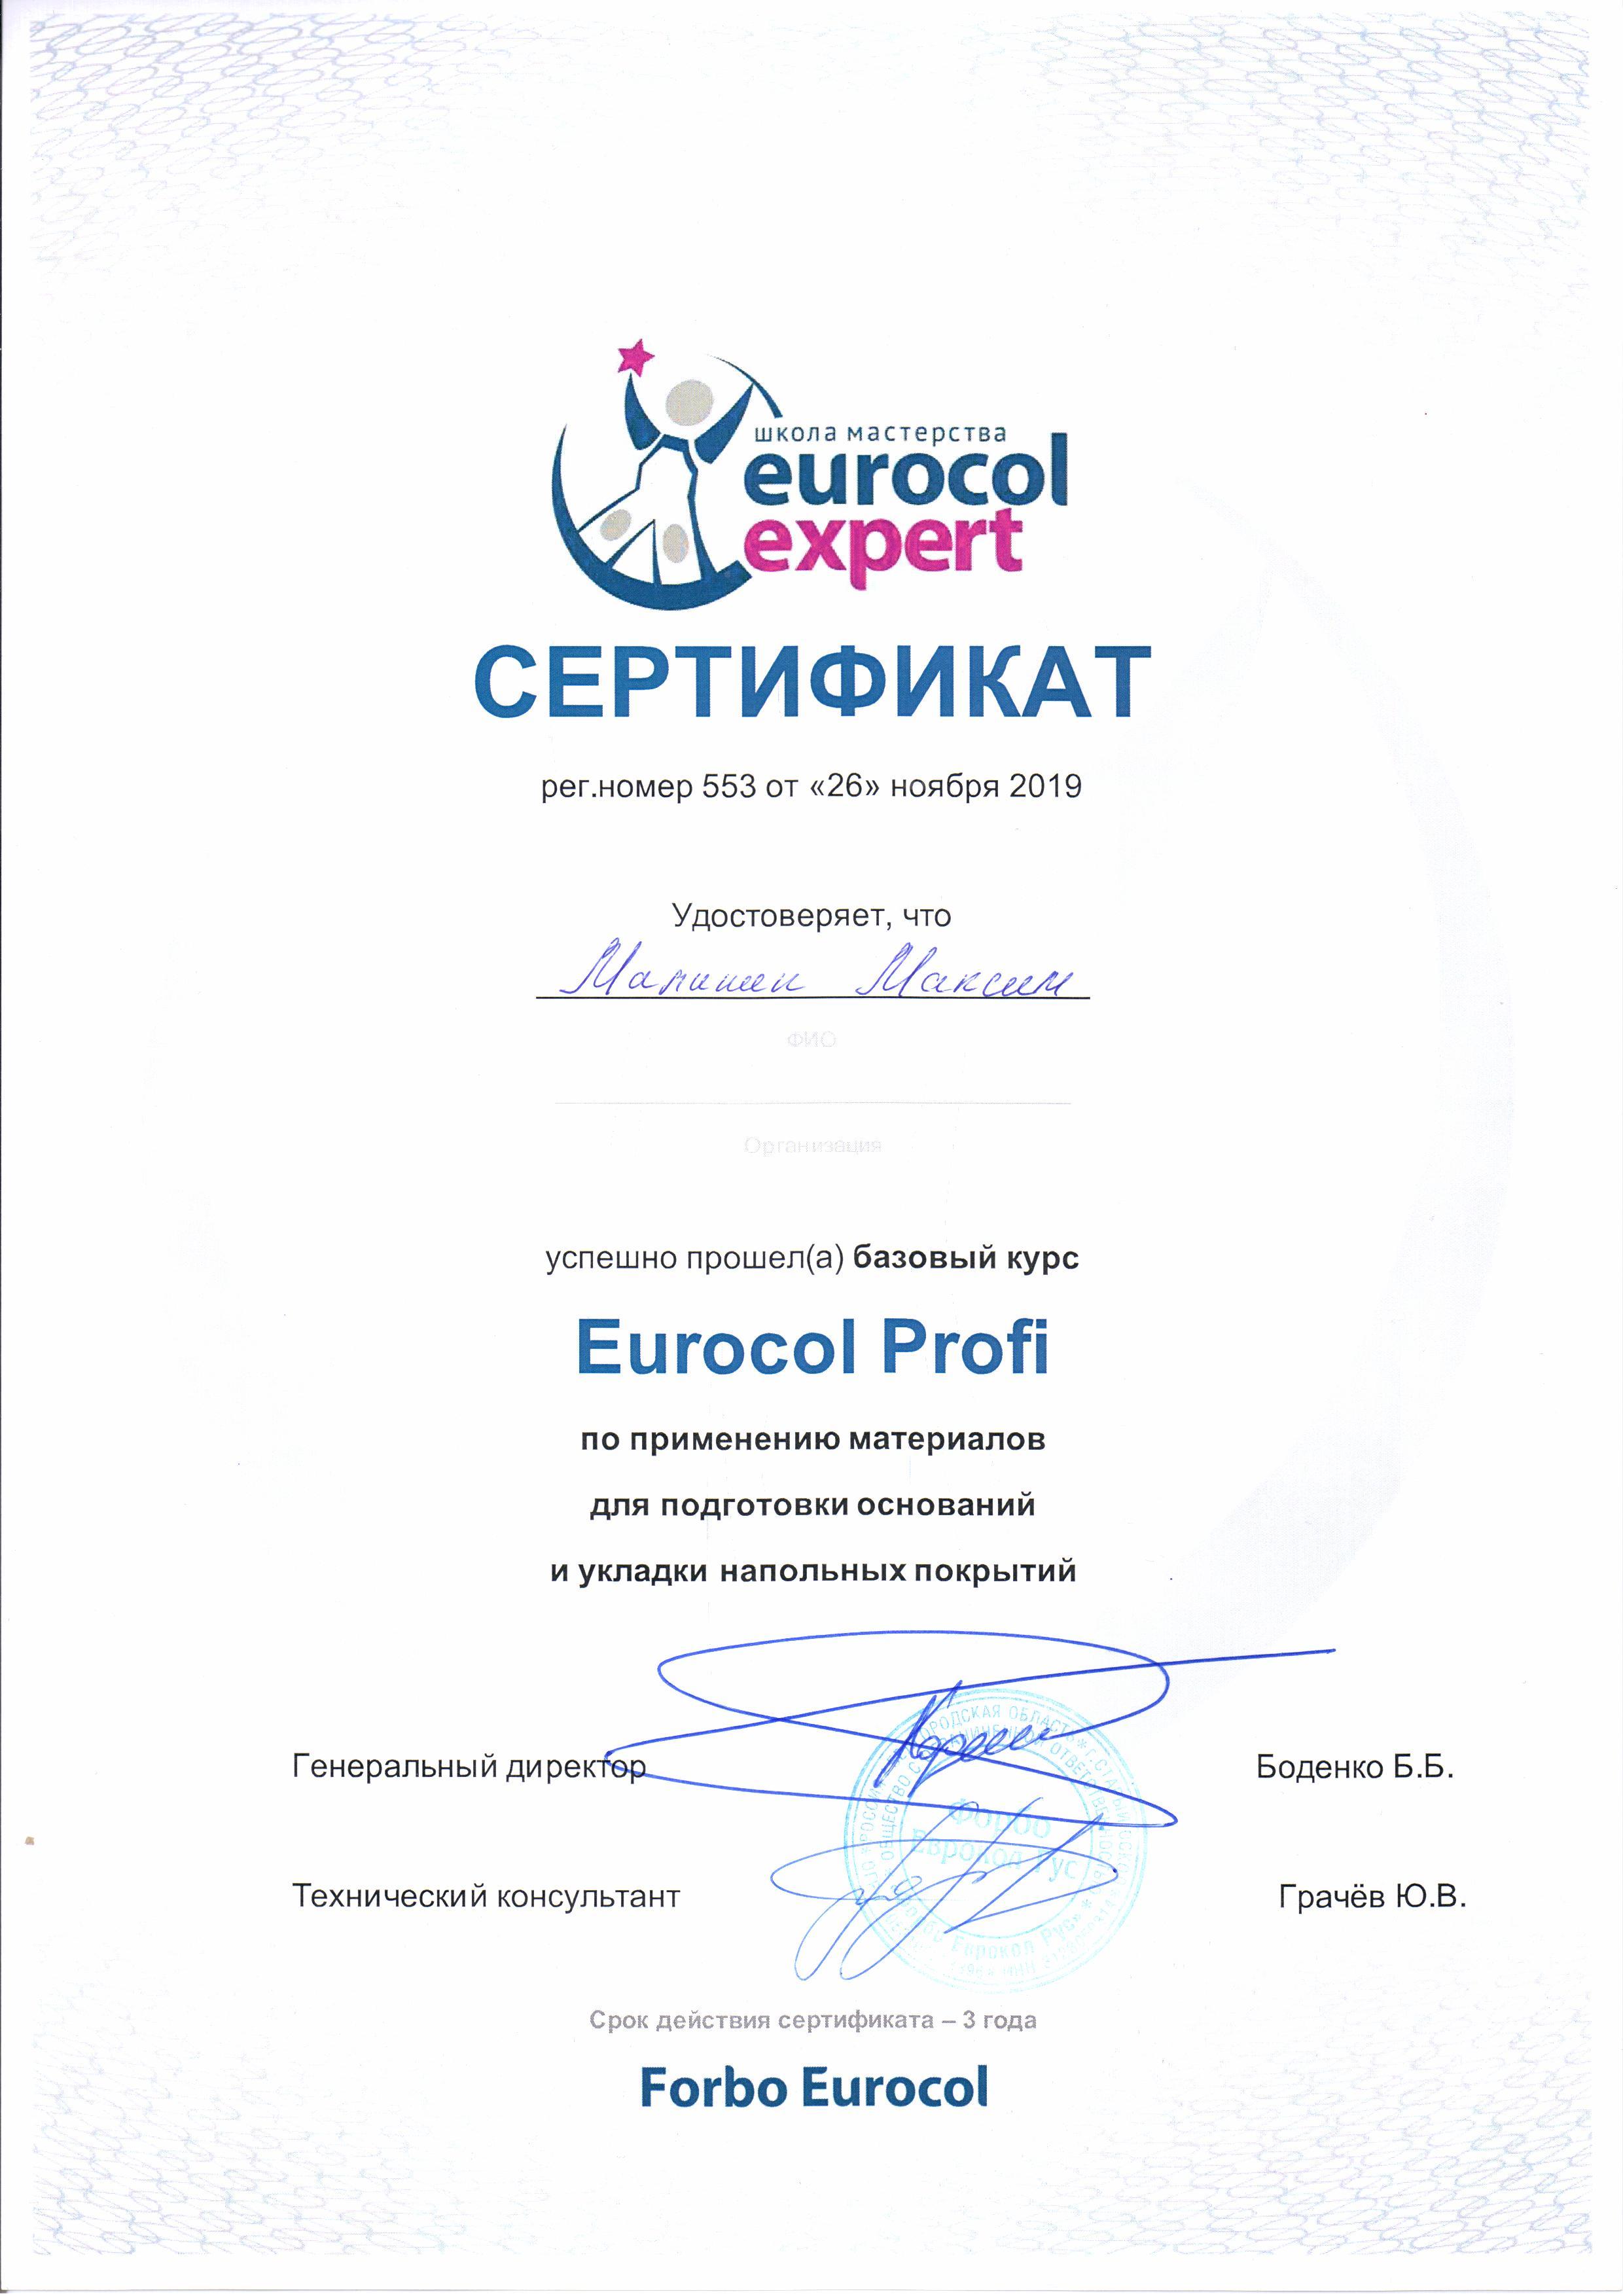 школа мастерства
eurocol
expert
СЕРТИФИКАТ
рег.номер 553 от «26» ноября 2019
Удостоверяет, что
Максим
ФИО
Организация
успешно прошел(а) базовый курс
Eurocol Profi
по применению материалов
для подготовки оснований
и укладки напольных покрытий
Генеральный директор
Боденко Б.Б.
Форбо
Еврокол Рус
Технический консультант
Грачёв Ю.В.
Срок действия сертификата – 3 года
Forbo Eurocol